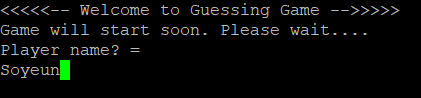 <<<<<-- Welcome to Guessing Game -->>>>>
Game will start soon. Please wait....
Player name? =
Soyeun